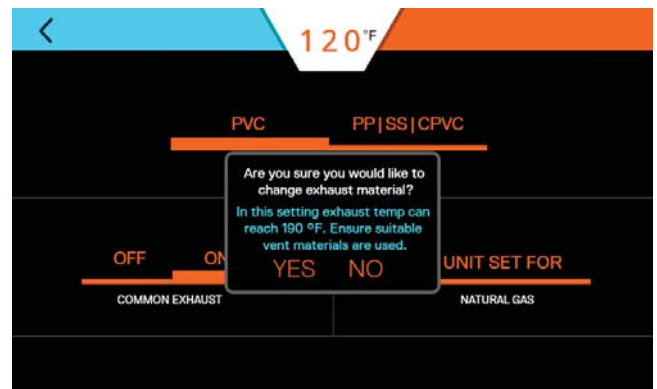 120°F
PVC PP|SS|CPVC
Are you sure you would like to
change exhaust material?
In this setting exhaust temp can
reach 190 ºF. Ensure suitable
vent materials are used.
YES NO
OFF ON
COMMON EXHAUST
UNIT SET FOR
NATURAL GAS